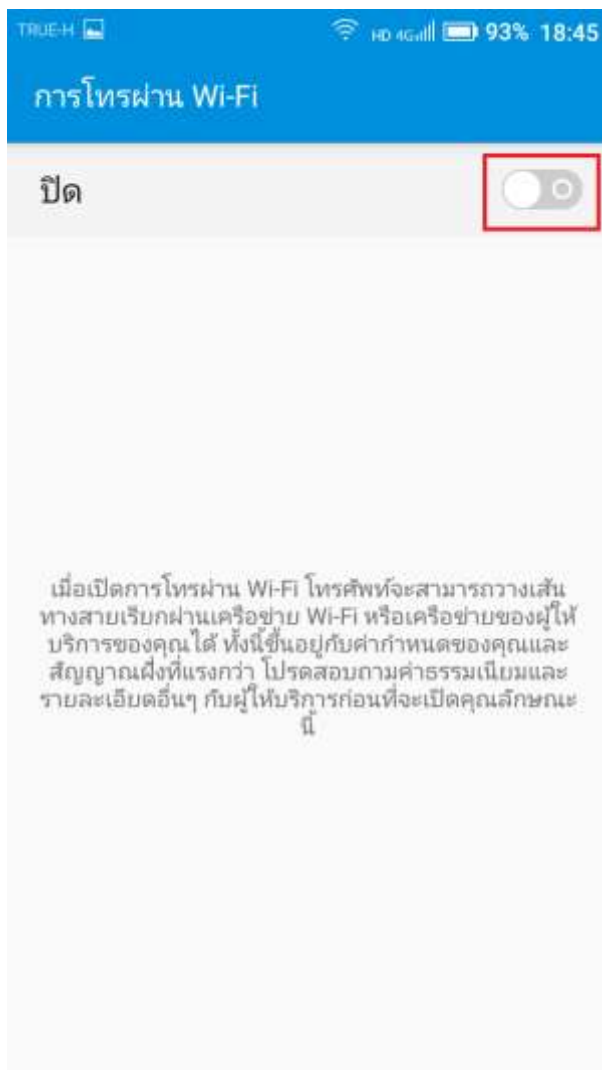 TRUE-H HD 4G 93% 18:45
การโทรผ่าน Wi-Fi
ปิด
เมื่อเปิดการโทรผ่าน Wi-Fi โทรศัพท์จะสามารถวางเส้น
ทางสายเรียกผ่านเครือข่าย Wi-Fi หรือเครือข่ายของผู้ให้
บริการของคุณได้ ทั้งนี้ขึ้นอยู่กับค่ากำหนดของคุณและ
สัญญาณฝั่งที่แรงกว่า โปรดสอบถามค่าธรรมเนียมและ
รายละเอียดอื่นๆ กับผู้ให้บริการก่อนที่จะเปิดคุณลักษณะ
นี้